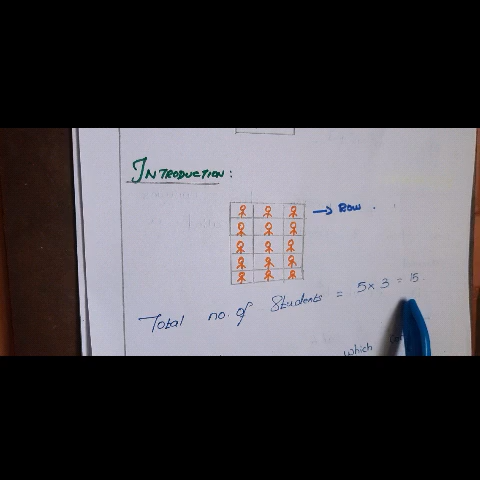 INTRODUCTION:
→ Row
Total no. of Students = 5 x 3 = 15
which